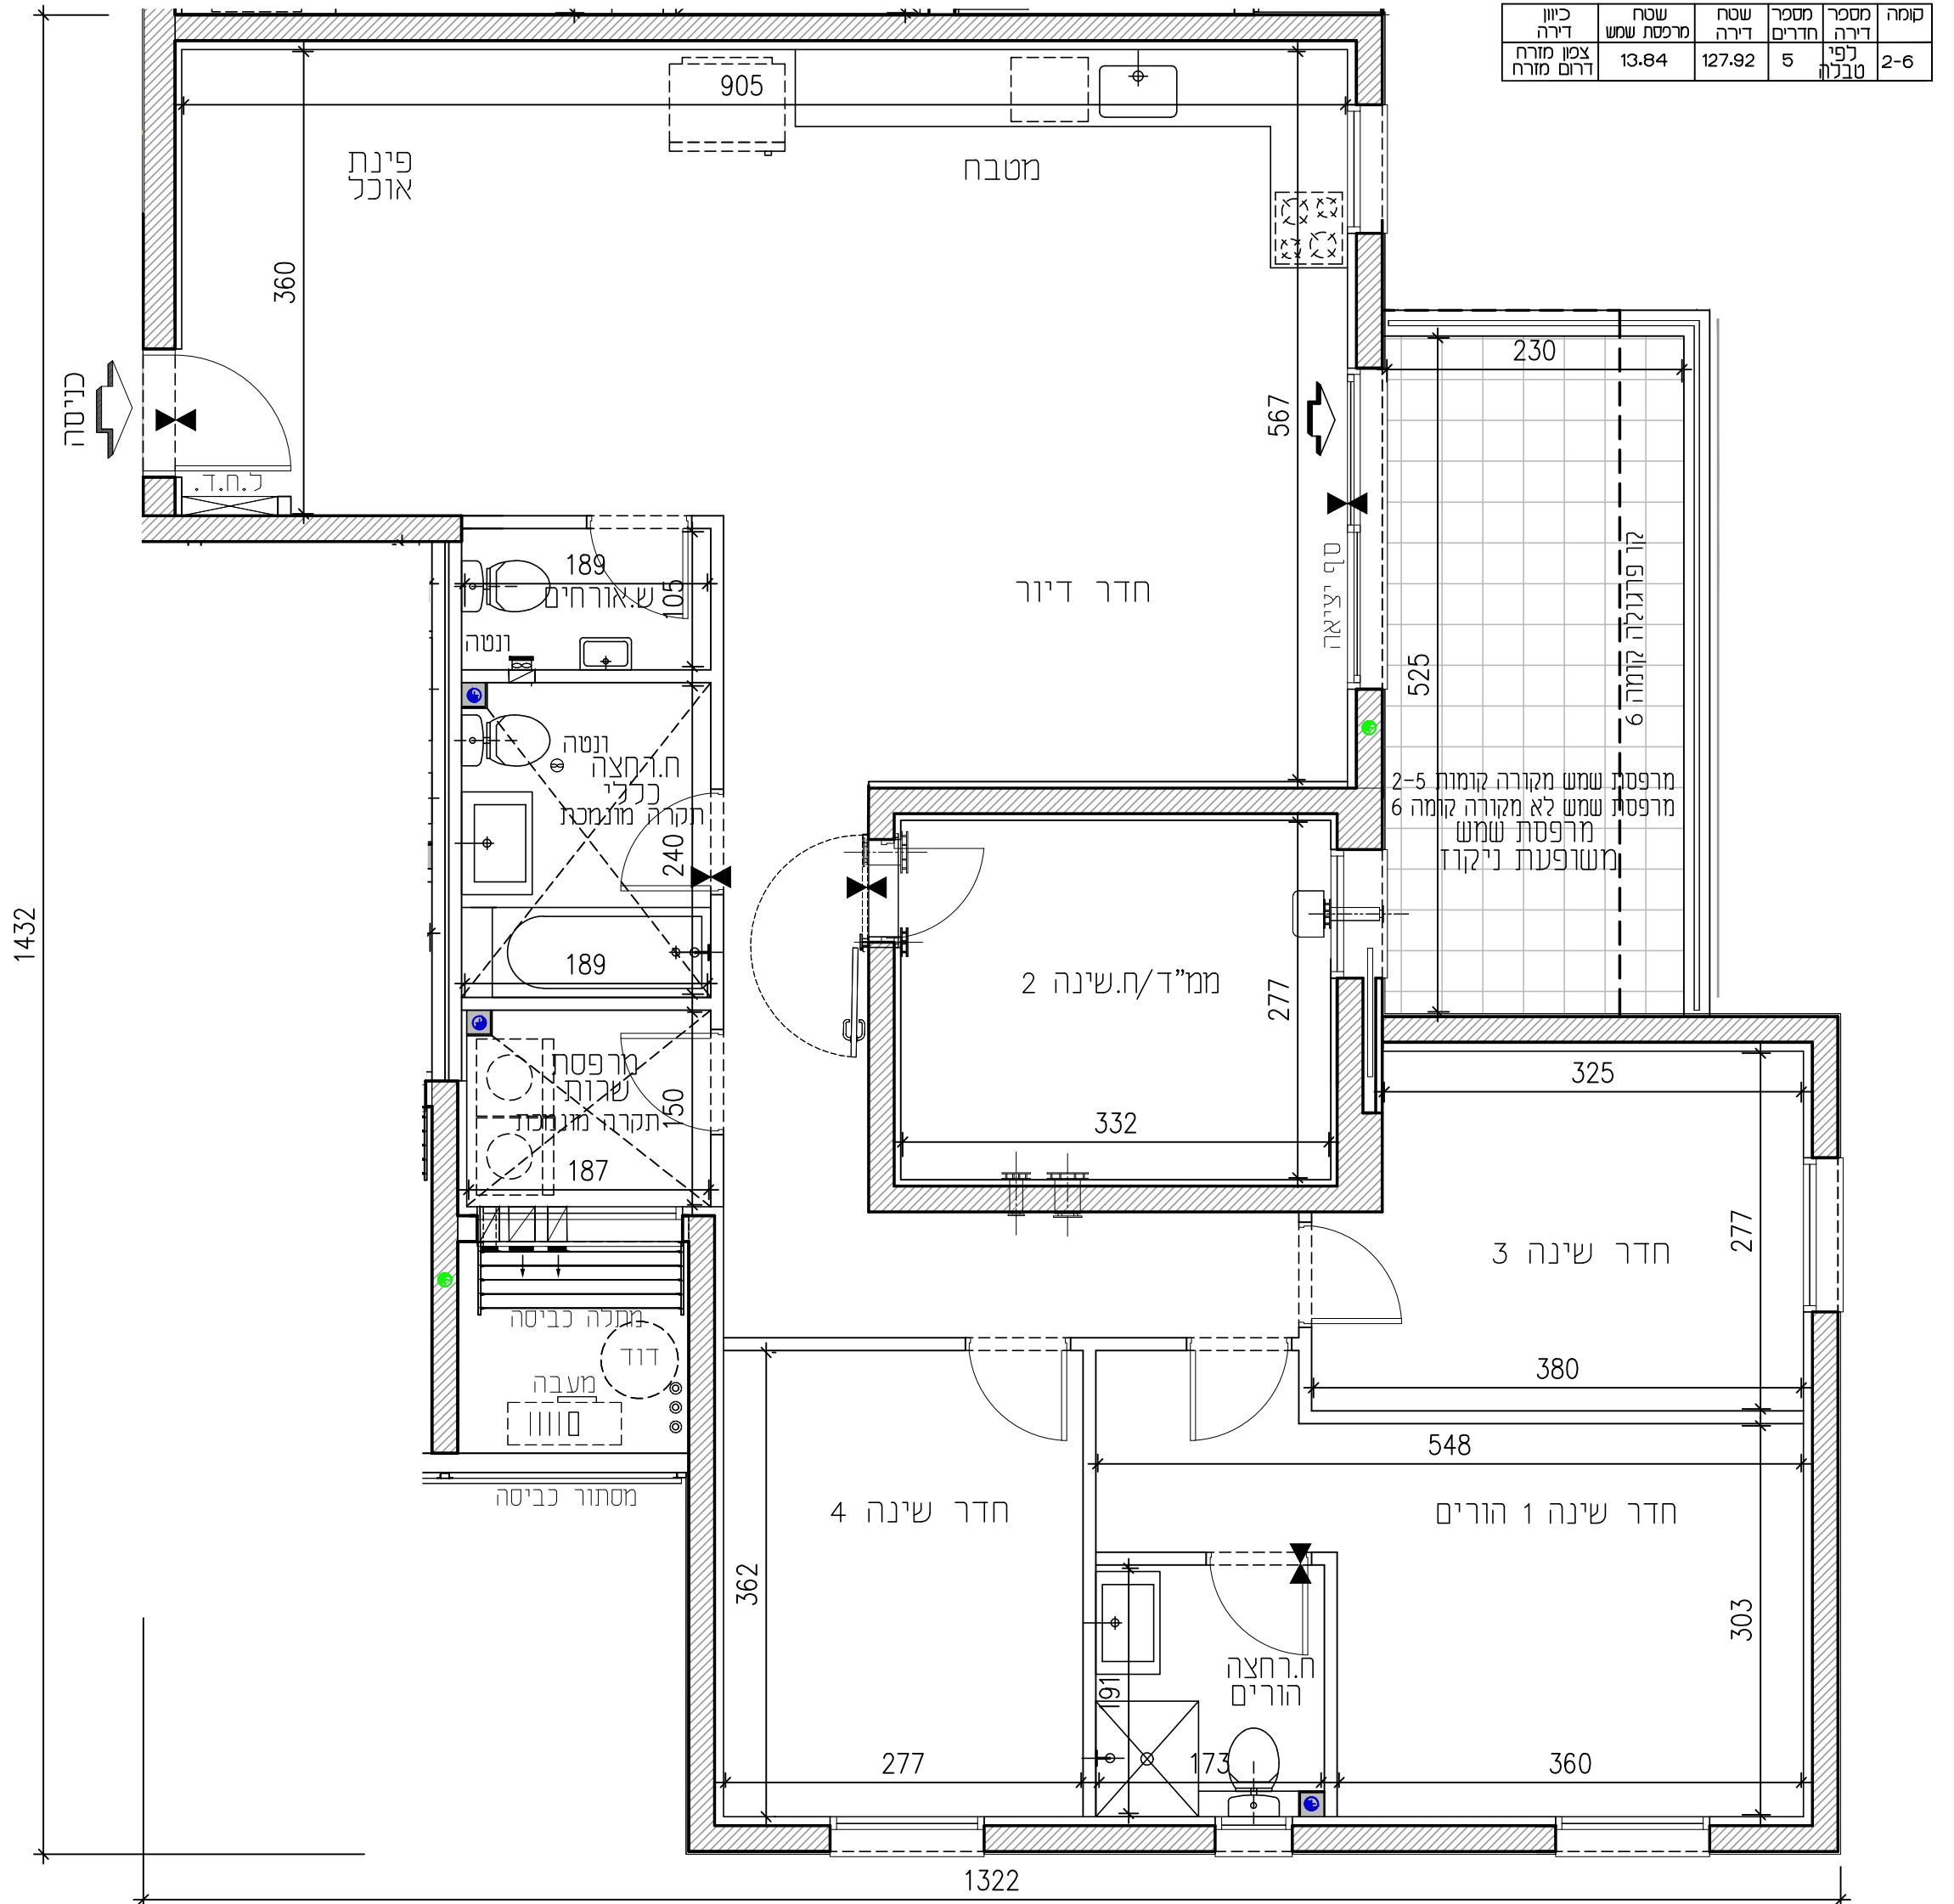 קומה
מספר דירה
מספר חדרים
שטח דירה
שטח מרפסת שמש
כיוון דירה
2-6
לפי טבלה
5
127.92
13.84
צפון מזרח
דרום מזרח
905
פינת
אוכל
מטבח
360
כניסה
ל.ח.ד.
567
230
סף יציאה
קו פרגולה קומה 6
525
חדר דיור
189
ש.אורחים
105
ונטה
ונטה
ח.רחצה
כללי
תקרה מונמכת
240
189
מרפסת שמש מקורה קומות 2-5
מרפסת שמש לא מקורה קומה 6
מרפסת שמש
משופעת ניקוז
1432
ממ"ד/ח.שינה 2
277
332
מרפסת
שרות
תקרה מונמכת
150
187
325
277
חדר שינה 3
380
מתלה כביסה
דוד
מעבה
מסתור כביסה
548
חדר שינה 4
חדר שינה 1 הורים
362
303
ח.רחצה
הורים
191
277
173
360
1322